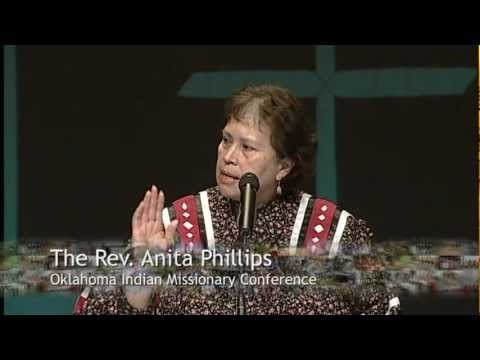 The Rev. Anita Phillips
Oklahoma Indian Missionary Conference